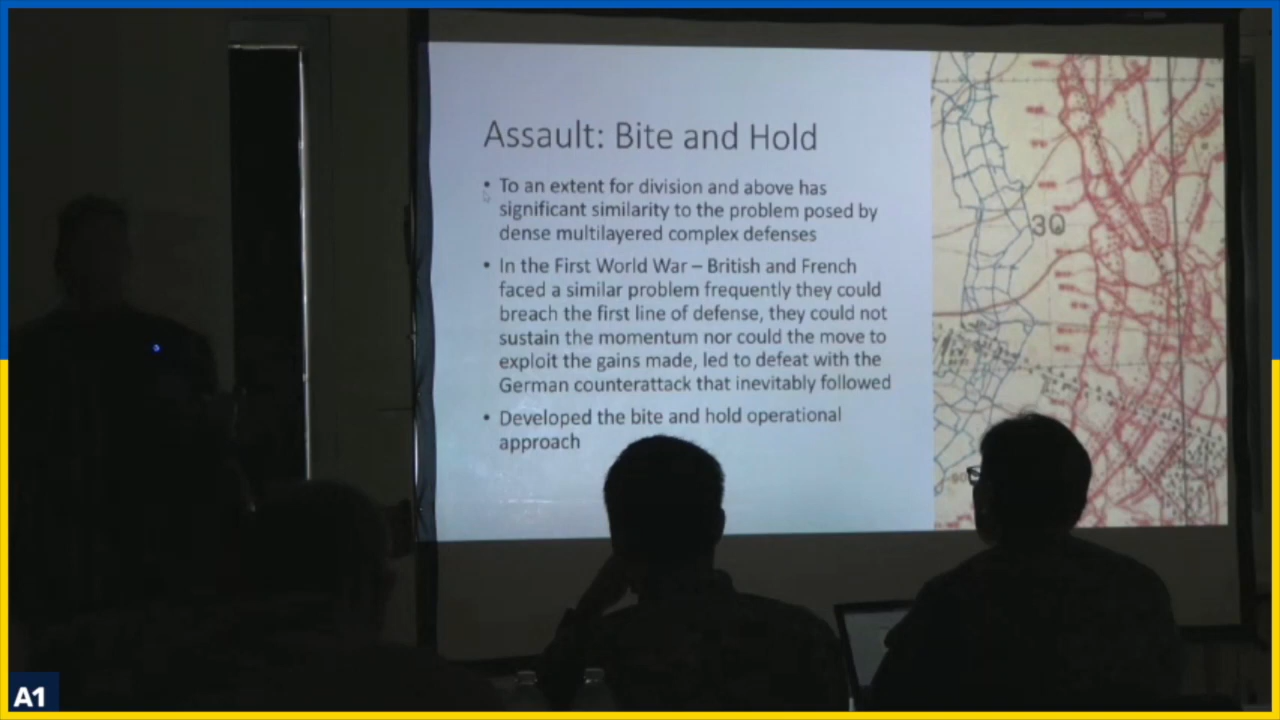 Assault: Bite and Hold
• To an extent for division and above has
significant similarity to the problem posed by
dense multilayered complex defenses
• In the First World War – British and French
faced a similar problem frequently they could
breach the first line of defense, they could not
sustain the momentum nor could the move to
exploit the gains made, led to defeat with the
German counterattack that inevitably followed
• Developed the bite and hold operational
approach
30
A1